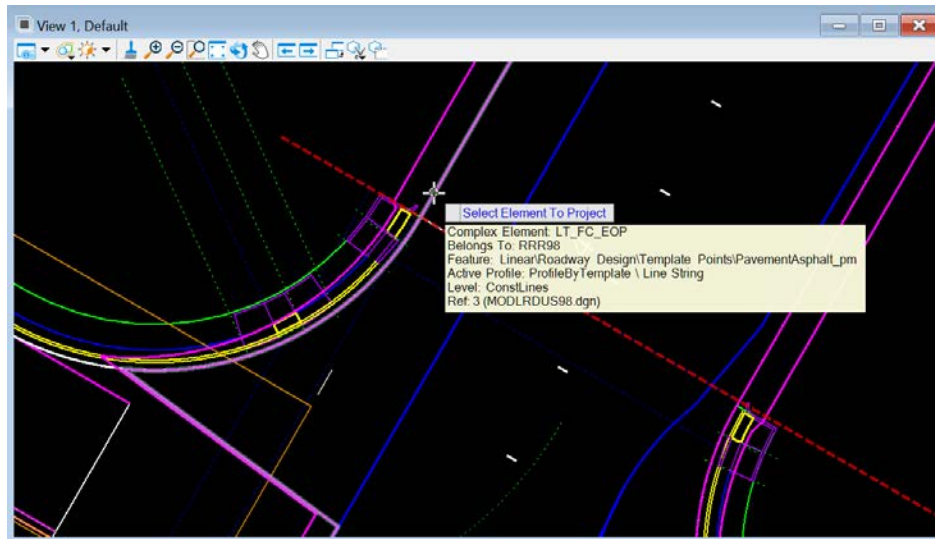 View 1, Default
Select Element To Project
Complex Element: LT_FC_EOP
Belongs To: RRR98
Feature: Linear\Roadway Design\Template Points\PavementAsphalt_pm
Active Profile: ProfileByTemplate \ Line String
Level: ConstLines
Ref: 3 (MODLRDUS98.dgn)